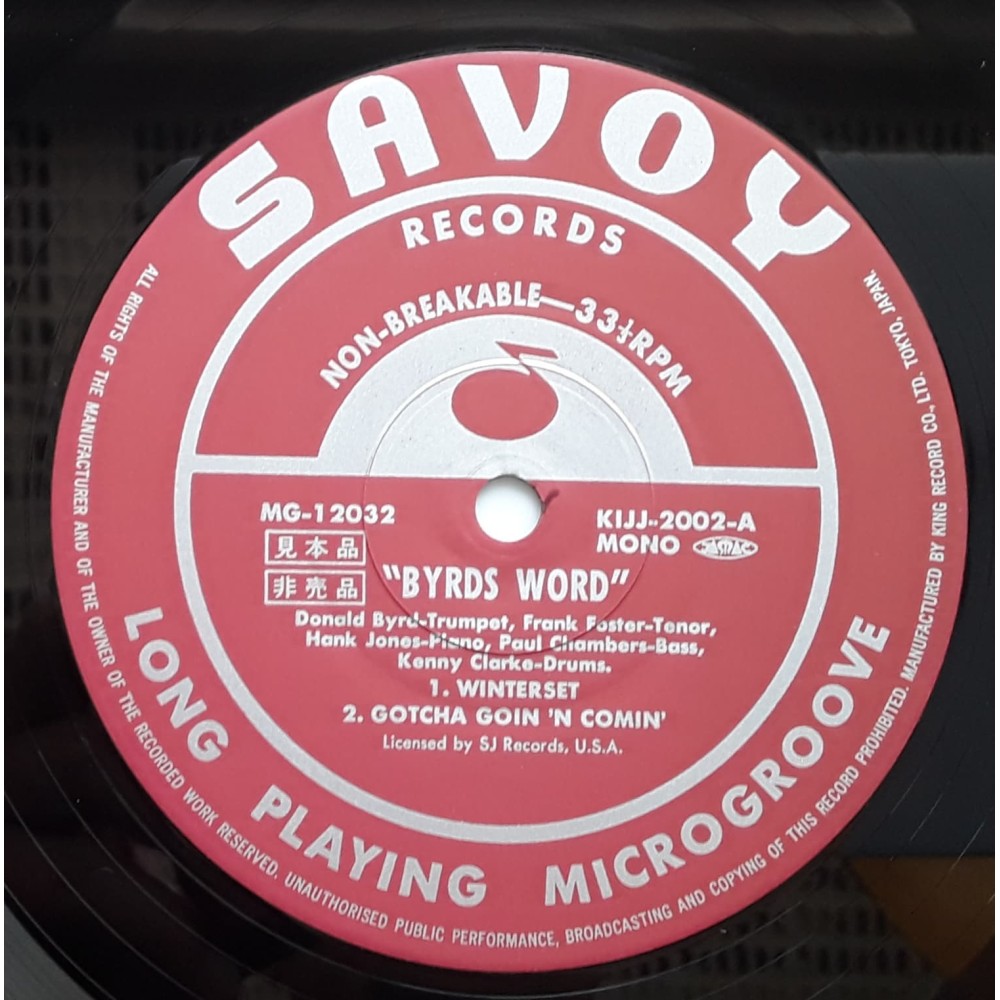 SAVOY
RECORDS
NON-BREAKABLE—33⅓RPM
MG-12032
KIJJ-2002-A
見本品
MONO JASRAC
非売品
"BYRDS WORD"
Donald Byrd-Trumpet, Frank Foster-Tenor,
Hank Jones-Piano, Paul Chambers-Bass,
Kenny Clarke-Drums.
1. WINTERSET
2. GOTCHA GOIN 'N COMIN'
Licensed by SJ Records, U.S.A.
LONG PLAYING MICROGROOVE
ALL RIGHTS OF THE MANUFACTURER AND OF THE OWNER OF THE RECORDED WORK RESERVED. UNAUTHORISED PUBLIC PERFORMANCE, BROADCASTING AND COPYING OF THIS RECORD PROHIBITED. MANUFACTURED BY KING RECORD CO., LTD. TOKYO, JAPAN.